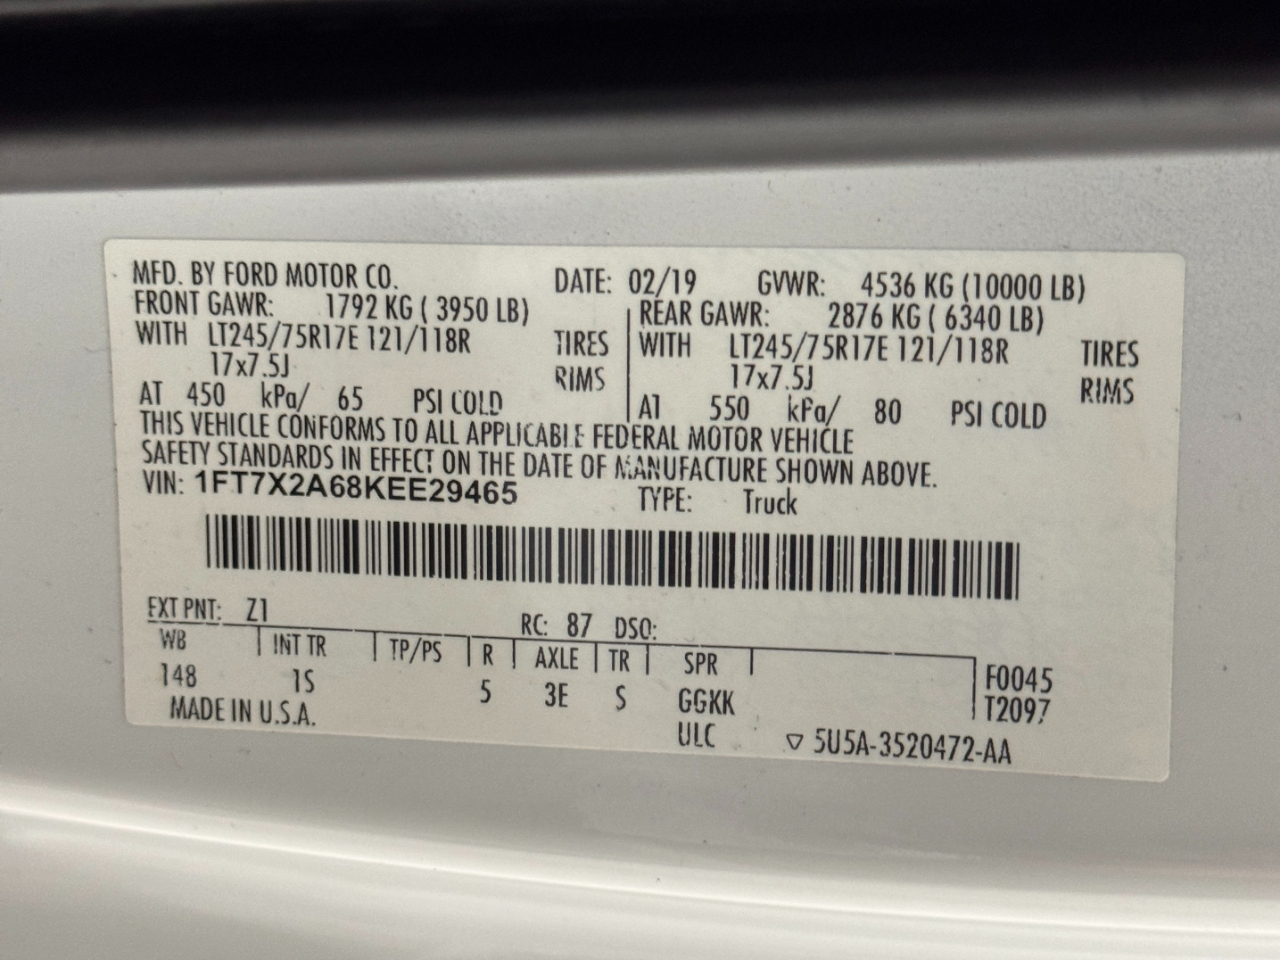 MFD. BY FORD MOTOR CO. DATE: 02/19 GVWR: 4536 KG (10000 LB)
FRONT GAWR: 1792 KG ( 3950 LB) REAR GAWR: 2876 KG ( 6340 LB)
WITH LT245/75R17E 121/118R TIRES WITH LT245/75R17E 121/118R TIRES
17x7.5J RIMS 17x7.5J RIMS
AT 450 kPa/ 65 PSI COLD AT 550 kPa/ 80 PSI COLD
THIS VEHICLE CONFORMS TO ALL APPLICABLE FEDERAL MOTOR VEHICLE
SAFETY STANDARDS IN EFFECT ON THE DATE OF MANUFACTURE SHOWN ABOVE.
VIN: 1FT7X2A68KEE29465 TYPE: Truck
EXT PNT: Z1 RC: 87 DSO:
WB INT TR TP/PS R AXLE TR SPR F0045
148 1S 5 3E S GGKK T2097
MADE IN U.S.A. ULC ▽ 5U5A-3520472-AA